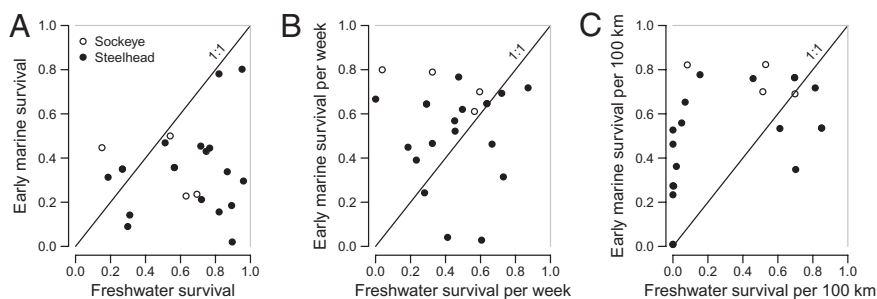 A
Sockeye
Steelhead
1:1
Early marine survival
1.0
0.8
0.6
0.4
0.2
0.0
0.0 0.2 0.4 0.6 0.8 1.0
Freshwater survival
B
1:1
Early marine survival per week
1.0
0.8
0.6
0.4
0.2
0.0
0.0 0.2 0.4 0.6 0.8 1.0
Freshwater survival per week
C
1:1
Early marine survival per 100 km
1.0
0.8
0.6
0.4
0.2
0.0
0.0 0.2 0.4 0.6 0.8 1.0
Freshwater survival per 100 km